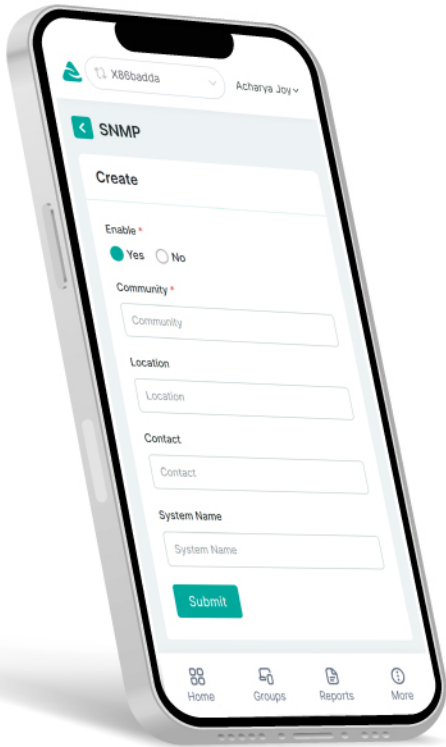 X86badda
Acharya Joy
SNMP
Create
Enable *
Yes No
Community *
Community
Location
Location
Contact
Contact
System Name
System Name
Submit
Home Groups Reports More